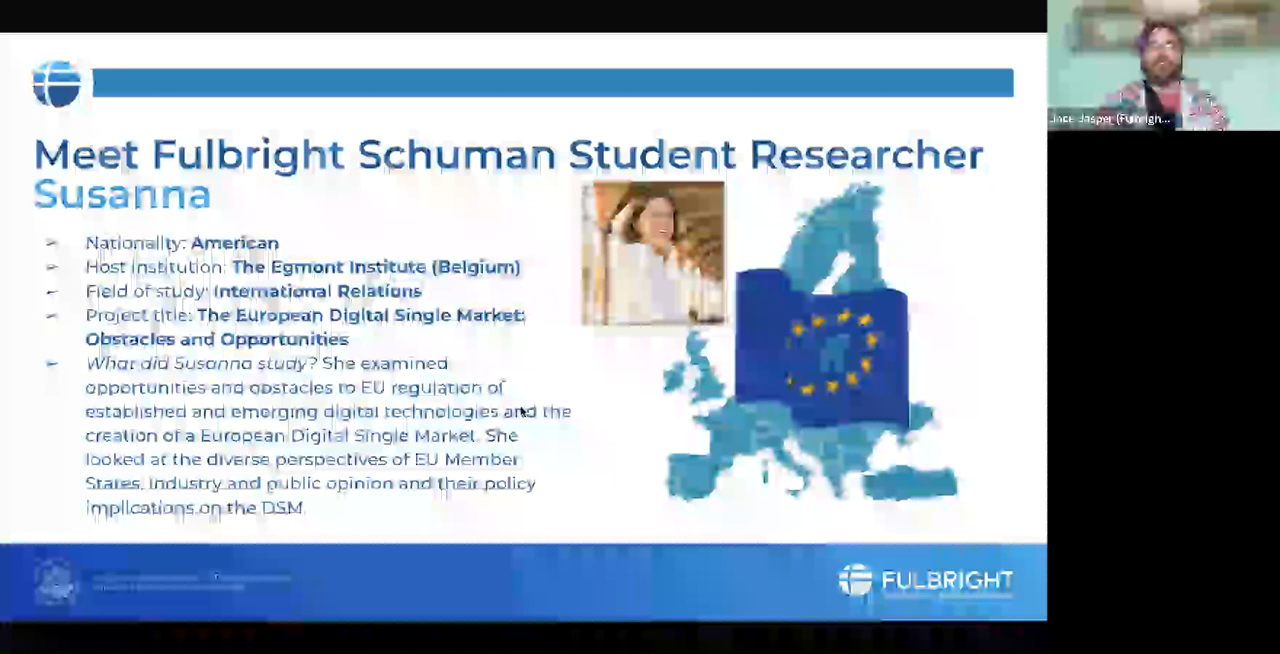 Meet Fulbright Schuman Student Researcher
Susanna
➢ Nationality: American
➢ Host institution: The Egmont Institute (Belgium)
➢ Field of study: International Relations
➢ Project title: The European Digital Single Market:
Obstacles and Opportunities
➢ What did Susanna study? She examined
opportunities and obstacles to EU regulation of
established and emerging digital technologies and the
creation of a European Digital Single Market. She
looked at the diverse perspectives of EU Member
States, industry and public opinion and their policy
implications on the DSM.
FULBRIGHT
Jasper (Fulbrigh...